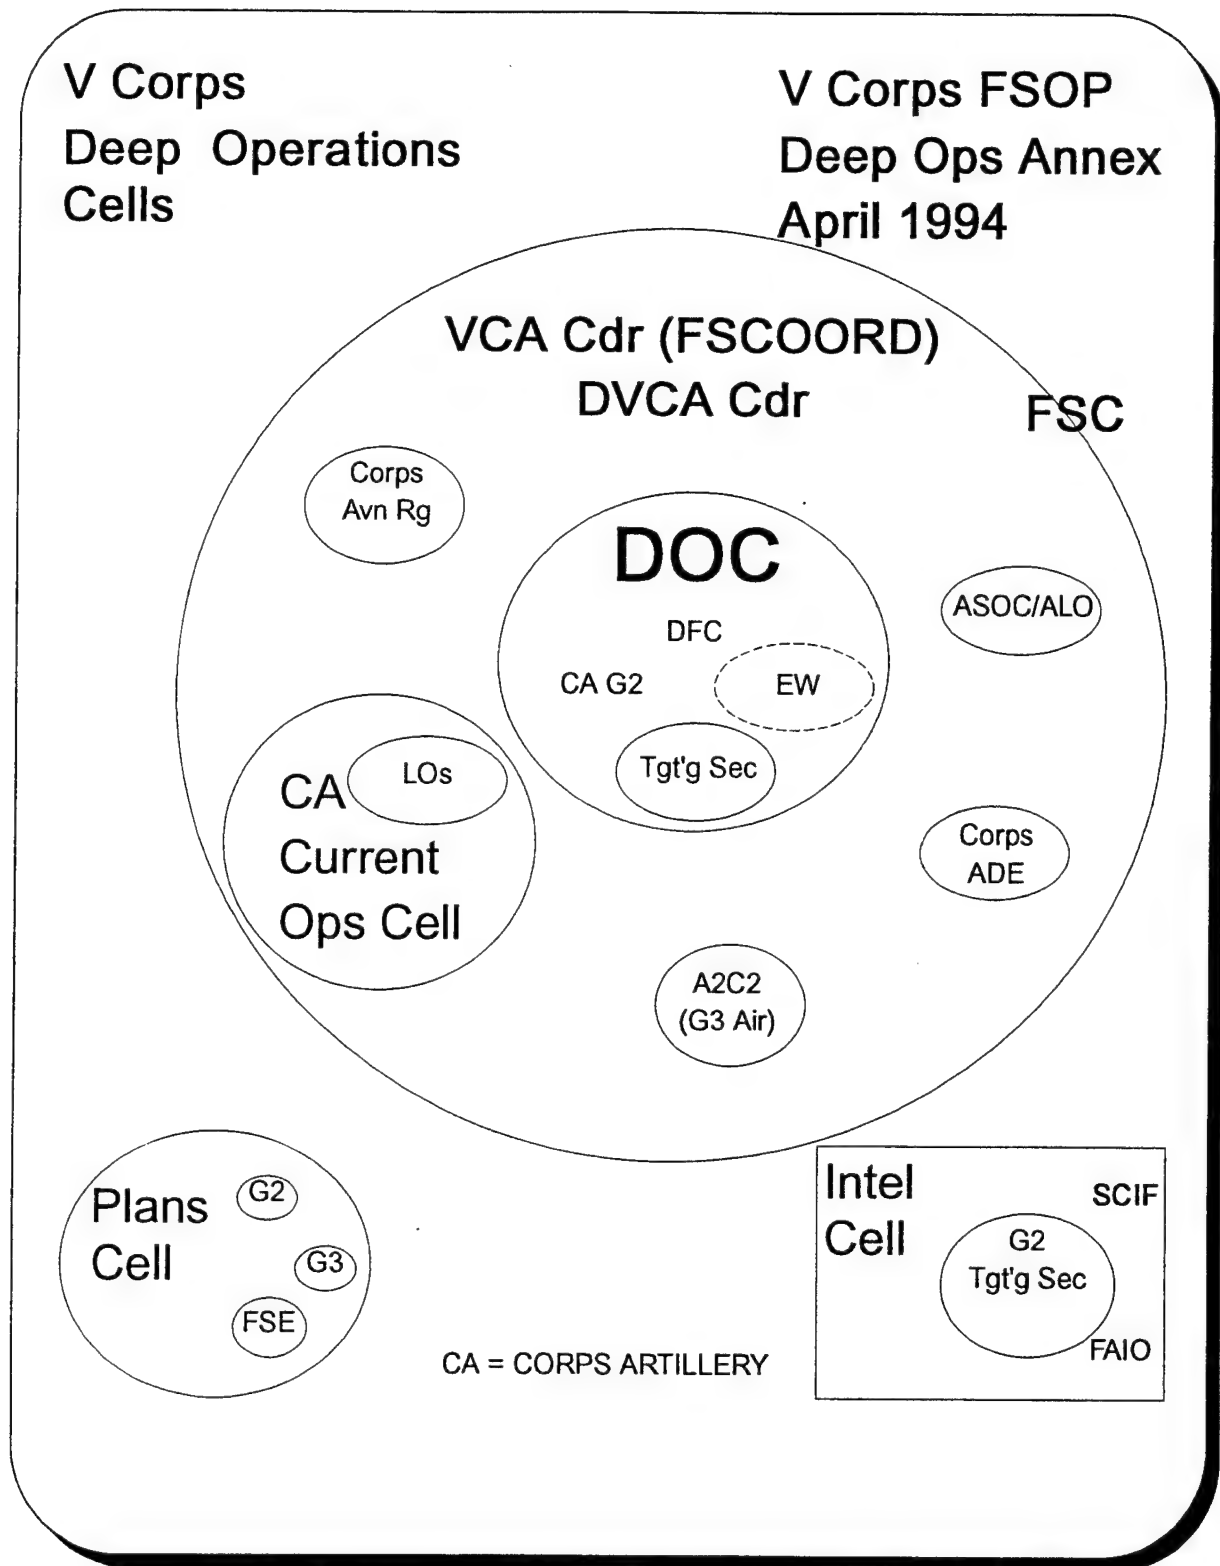 V Corps
Deep Operations
Cells
V Corps FSOP
Deep Ops Annex
April 1994
VCA Cdr (FSCOORD)
DVCA Cdr
FSC
Corps
Avn Rg
DOC
DFC
CA G2
EW
Tgt'g Sec
ASOC/ALO
LOs
CA
Current
Ops Cell
Corps
ADE
A2C2
(G3 Air)
Plans
Cell
G2
G3
FSE
CA = CORPS ARTILLERY
Intel
Cell
SCIF
G2
Tgt'g Sec
FAIO